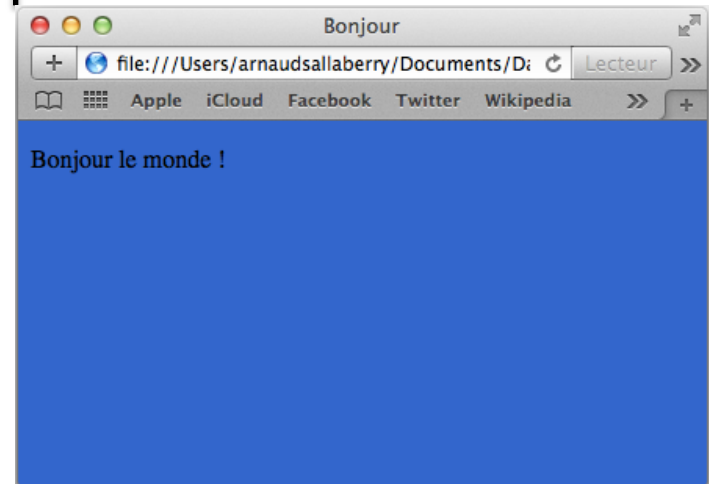 Bonjour
+ file:///Users/arnaudsallaberry/Documents/Da Lecteur »
Apple iCloud Facebook Twitter Wikipedia » +
Bonjour le monde !